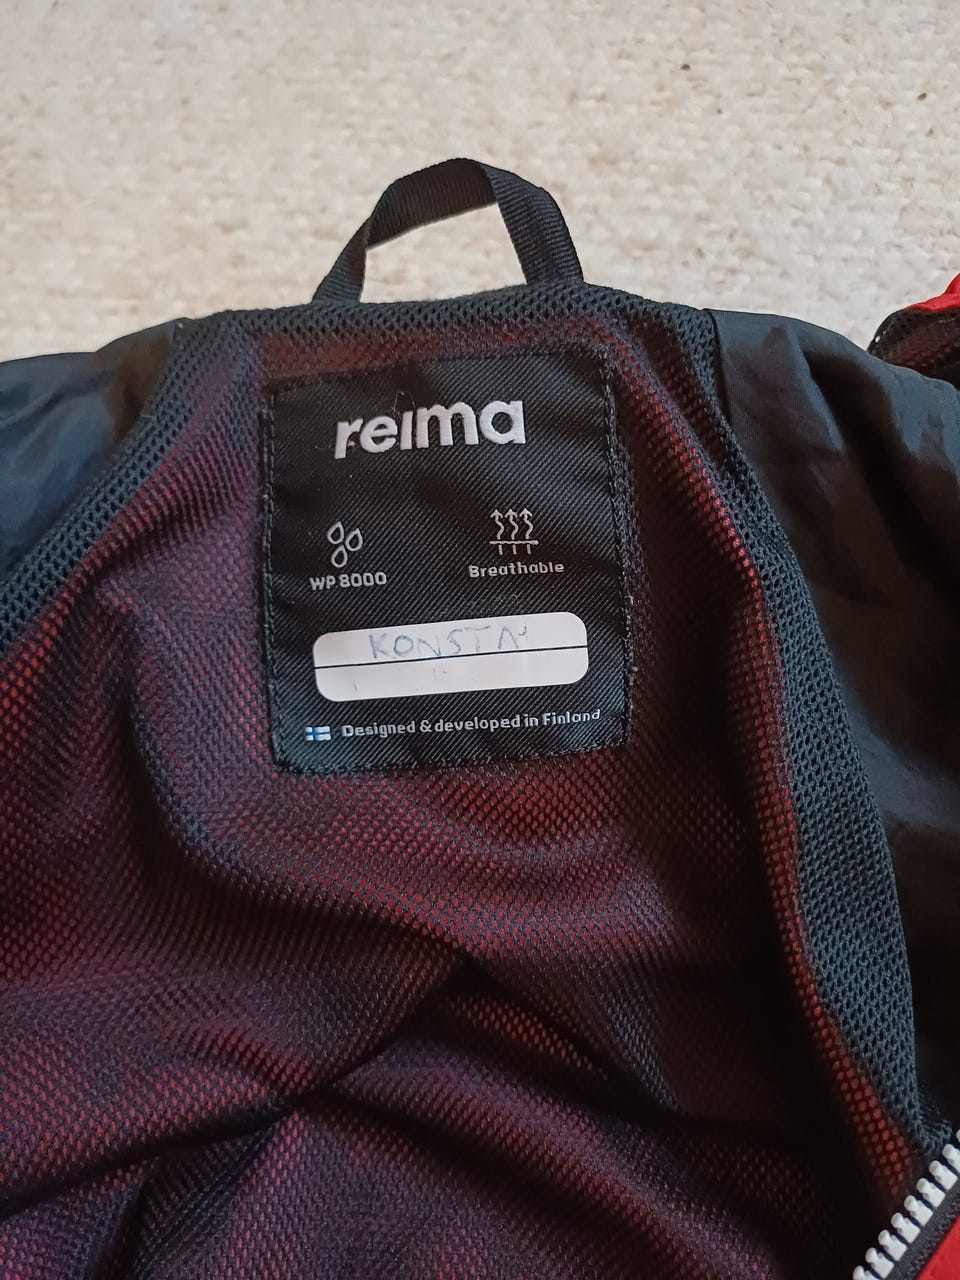 reima
WP 8000
Breathable
KONSTA
Designed & developed in Finland